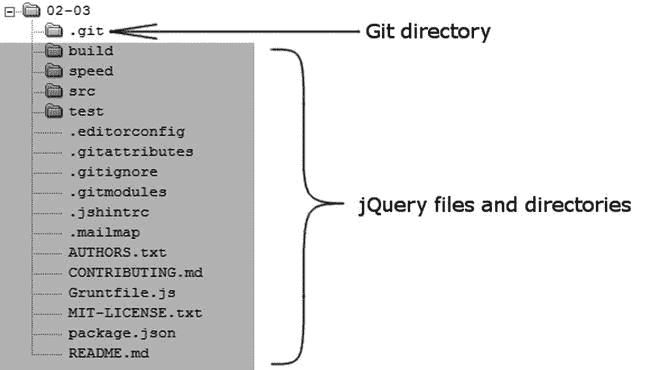 02-03
.git
Git directory
build
speed
src
test
.editorconfig
.gitattributes
.gitignore
.gitmodules
.jshintrc
jQuery files and directories
.mailmap
AUTHORS.txt
CONTRIBUTING.md
Gruntfile.js
MIT-LICENSE.txt
package.json
README.md